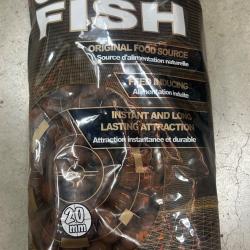 FISH
ORIGINAL FOOD SOURCE
Source d'alimentation naturelle
FEED INDUCING
Alimentation induite
INSTANT AND LONG
LASTING ATTRACTION
Attraction instantanée et durable
20
mm